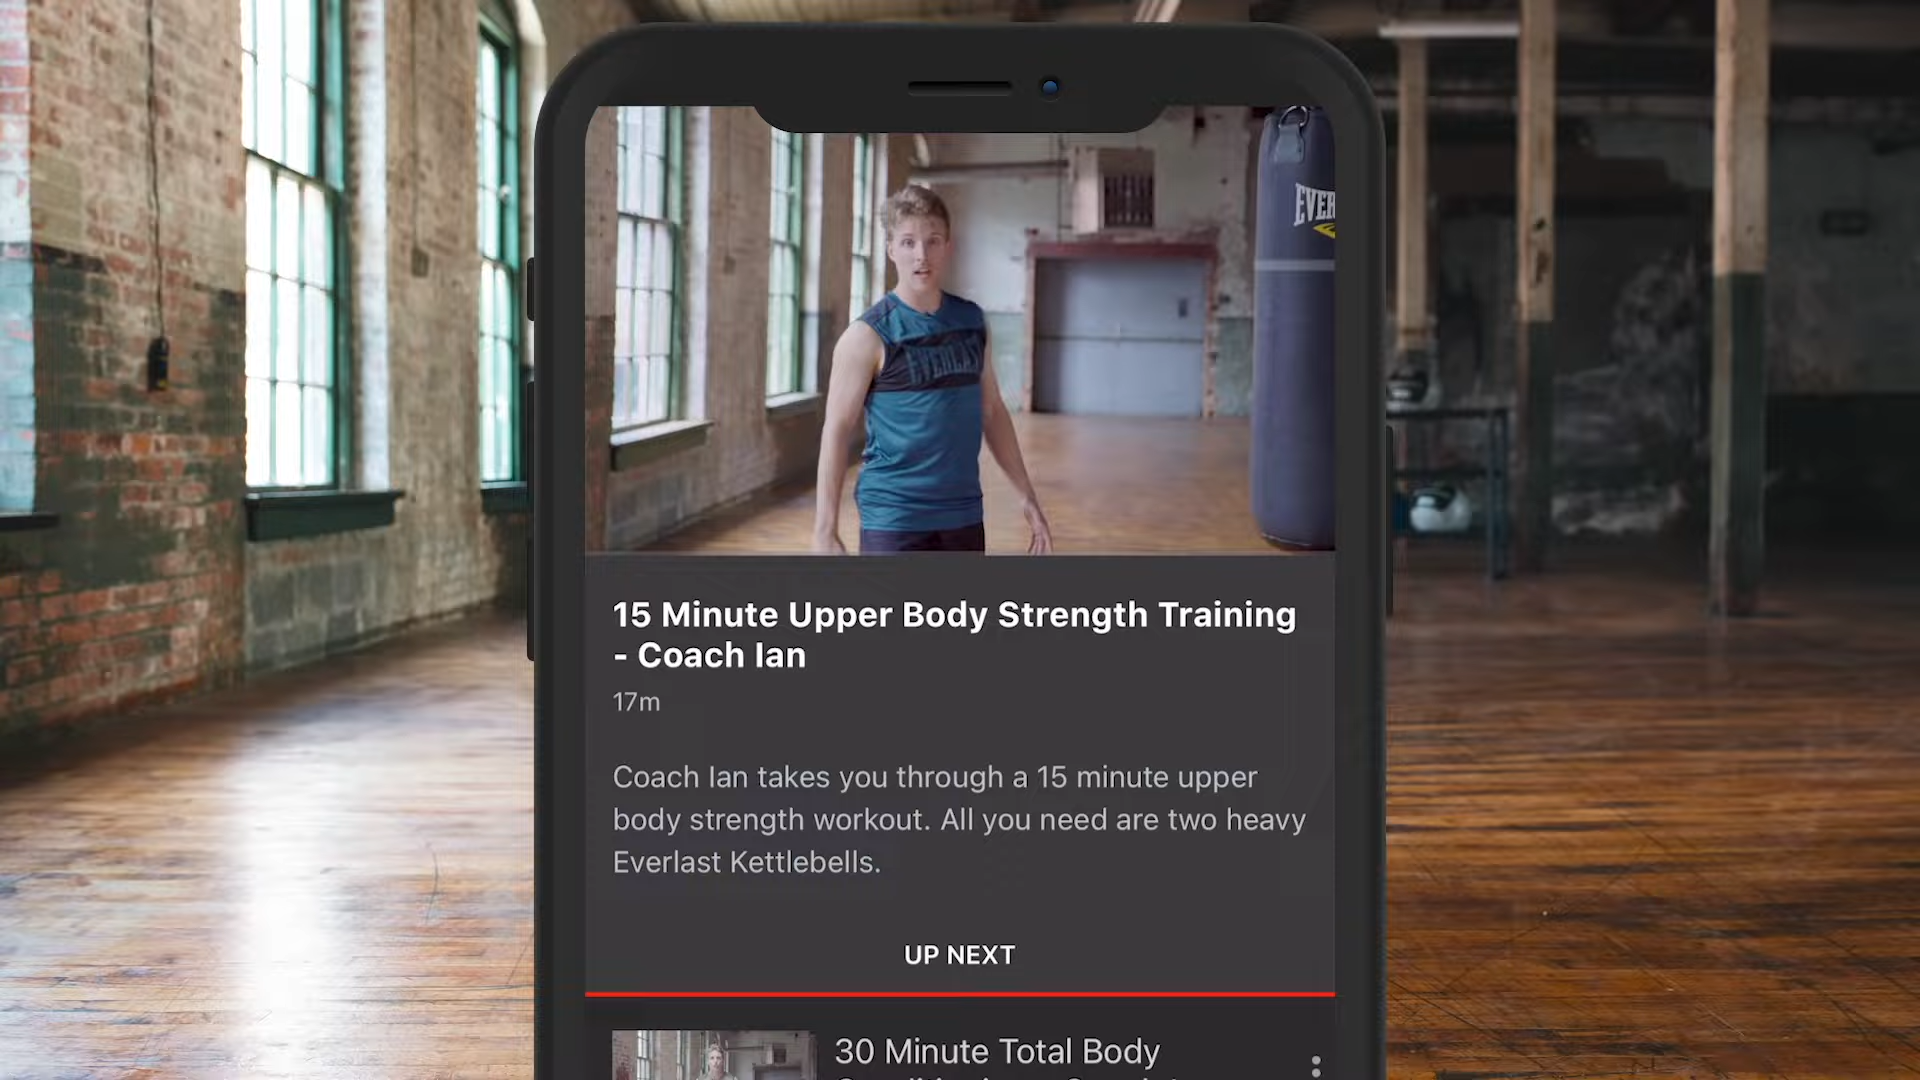 EVER
EVERLAST
15 Minute Upper Body Strength Training
- Coach Ian
17m
Coach Ian takes you through a 15 minute upper
body strength workout. All you need are two heavy
Everlast Kettlebells.
UP NEXT
30 Minute Total Body